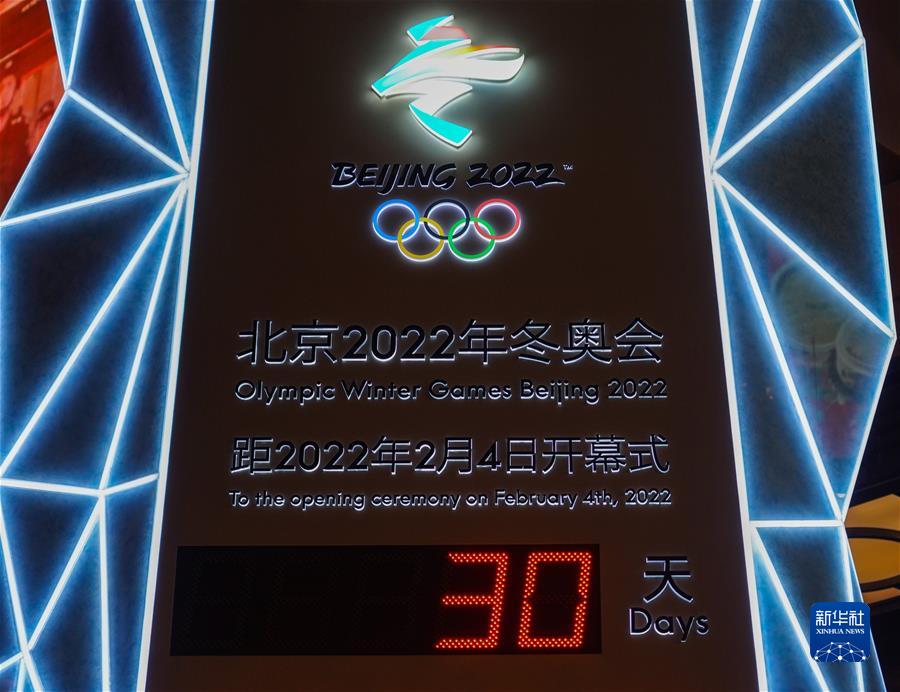 BEIJING 2022™
北京2022年冬奥会
Olympic Winter Games Beijing 2022
距2022年2月4日开幕式
To the opening ceremony on February 4th, 2022
30
天
Days
新华社
XINHUA NEWS